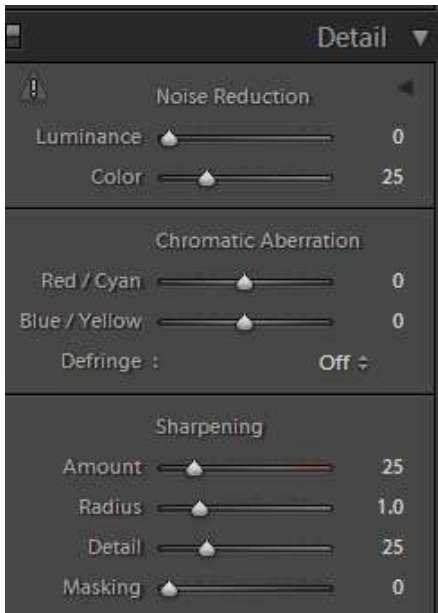 Detail
Noise Reduction
Luminance 0
Color 25
Chromatic Aberration
Red / Cyan 0
Blue / Yellow 0
Defringe : Off
Sharpening
Amount 25
Radius 1.0
Detail 25
Masking 0